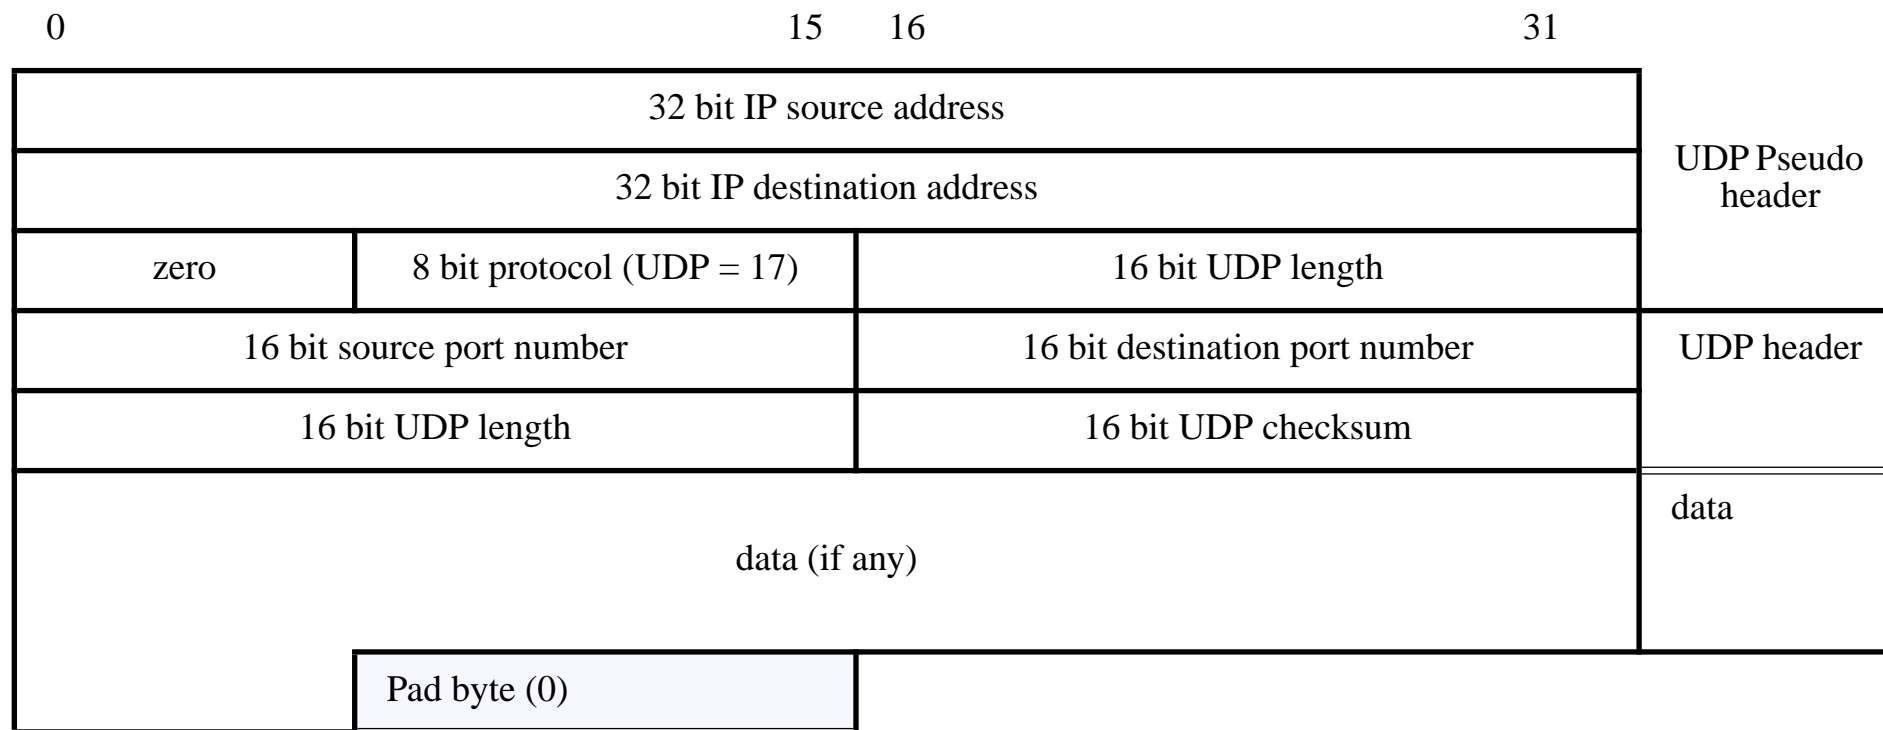 0 15 16 31
32 bit IP source address
32 bit IP destination address
UDP Pseudo
header
zero 8 bit protocol (UDP = 17) 16 bit UDP length
16 bit source port number 16 bit destination port number UDP header
16 bit UDP length 16 bit UDP checksum
data
data (if any)
Pad byte (0)